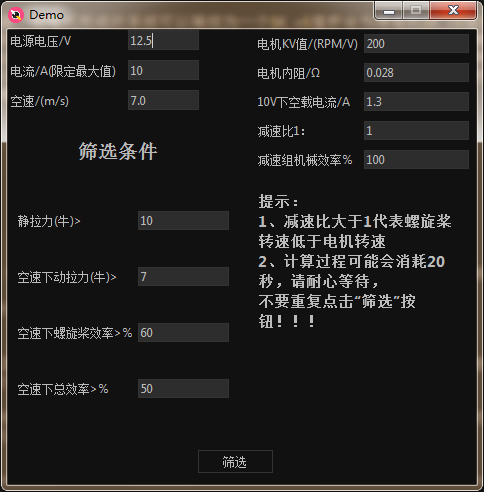 Demo
电源电压/V 12.5
电机KV值/(RPM/V) 200
电流/A(限定最大值) 10
电机内阻/Ω 0.028
空速/(m/s) 7.0
10V下空载电流/A 1.3
减速比1: 1
筛选条件
减速组机械效率% 100
提示:
1、减速比大于1代表螺旋桨
转速低于电机转速
2、计算过程可能会消耗20
秒，请耐心等待，
不要重复点击“筛选”按
钮！！！
静拉力(牛)> 10
空速下动拉力(牛)> 7
空速下螺旋桨效率>% 60
空速下总效率>% 50
筛选